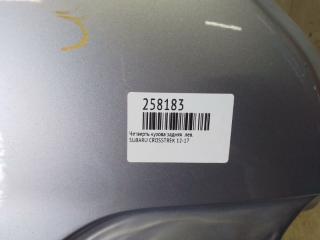 258183
Четверть кузова задняя лев.
SUBARU CROSSTREK 12-17